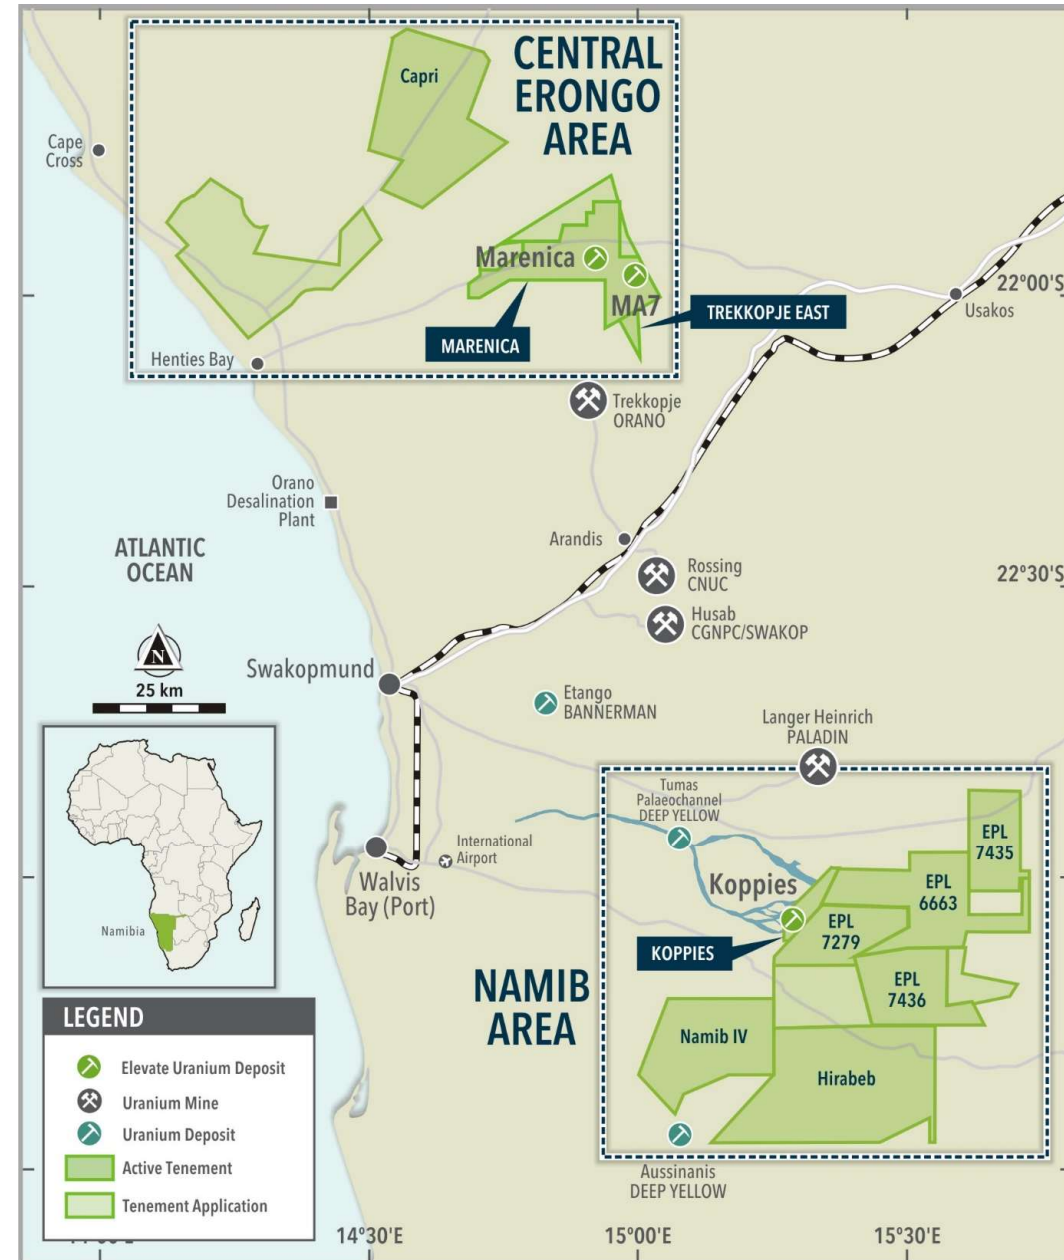 CENTRAL
ERONGO
AREA
Capri
Cape
Cross
Marenica
MA7
MARENICA
TREKKOPJE EAST
22°00'S
Usakos
Henties Bay
Trekkopje
ORANO
Orano
Desalination
Plant
Arandis
ATLANTIC
OCEAN
Rossing
CNUC
22°30'S
Husab
CGNPC/SWAKOP
N
25 km
Swakopmund
Etango
BANNERMAN
Langer Heinrich
PALADIN
Tumas
Palaeochannel
DEEP YELLOW
International
Airport
Walvis
Bay (Port)
Namibia
Koppies
KOPPIES
EPL
7435
EPL
6663
EPL
7279
EPL
7436
NAMIB
AREA
Namib IV
Hirabeb
Aussinanis
DEEP YELLOW
LEGEND
Elevate Uranium Deposit
Uranium Mine
Uranium Deposit
Active Tenement
Tenement Application
14°30'E
15°00'E
15°30'E